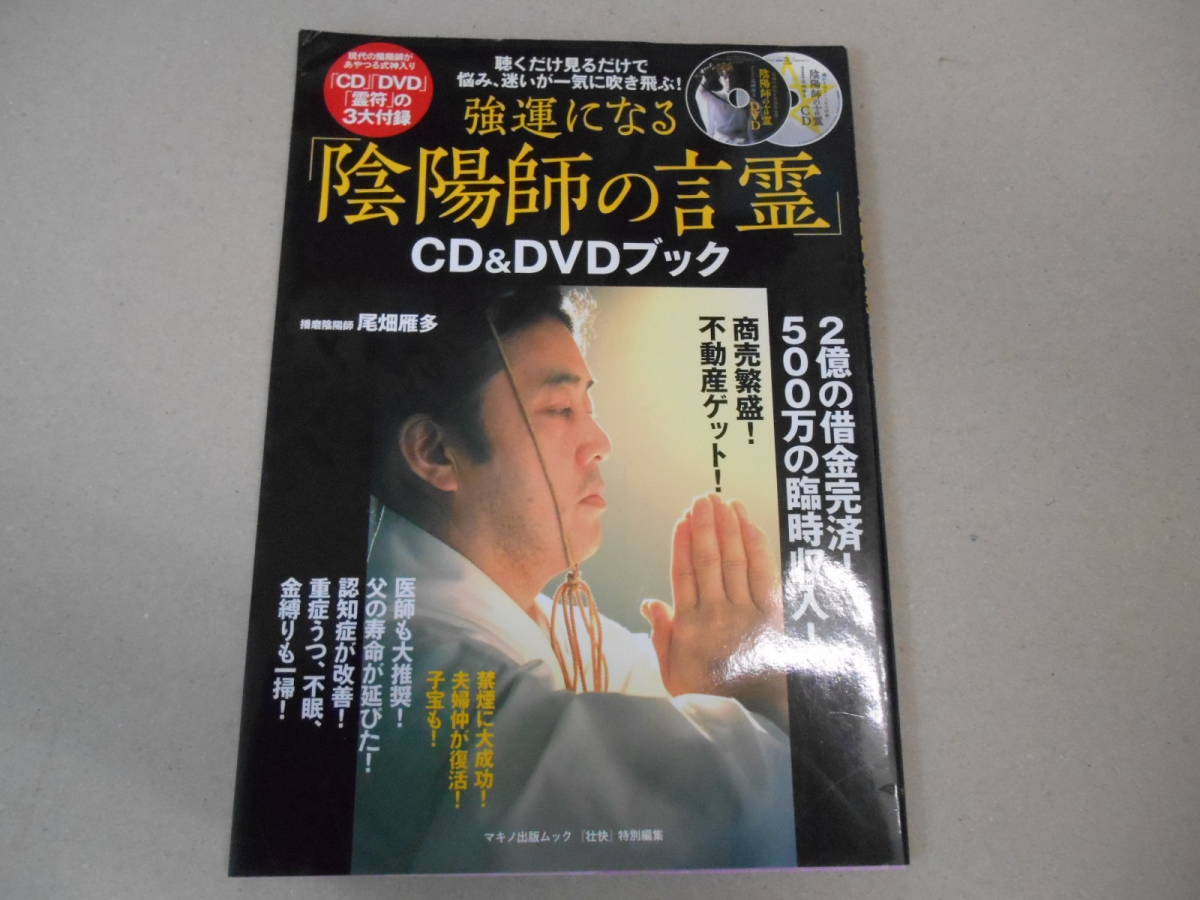 現代の陰陽師が
あやつる式神入り
「CD」「DVD」
「霊符」の
3大付録
聴くだけ見るだけで
悩み、迷いが一気に吹き飛ぶ!
強運になる
「陰陽師の言霊」
CD&DVDブック
陰陽師の言霊
DVD
陰陽師の言霊
CD
播磨陰陽師 尾畑雁多
2億の借金完済!
500万の臨時収入!
商売繁盛!
不動産ゲット!
医師も大推奨!
父の寿命が延びた!
認知症が改善!
重症うつ、不眠、
金縛りも一掃!
禁煙に大成功!
夫婦仲が復活!
子宝も!
マキノ出版ムック 『壮快』特別編集